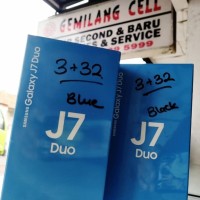 GEMILANG CELL
SECOND & BARU
& SERVICE
5999
SAMSUNG Galaxy J7 Duo
3+32
Blue
J7
Duo
3+32
Black
J7
Duo